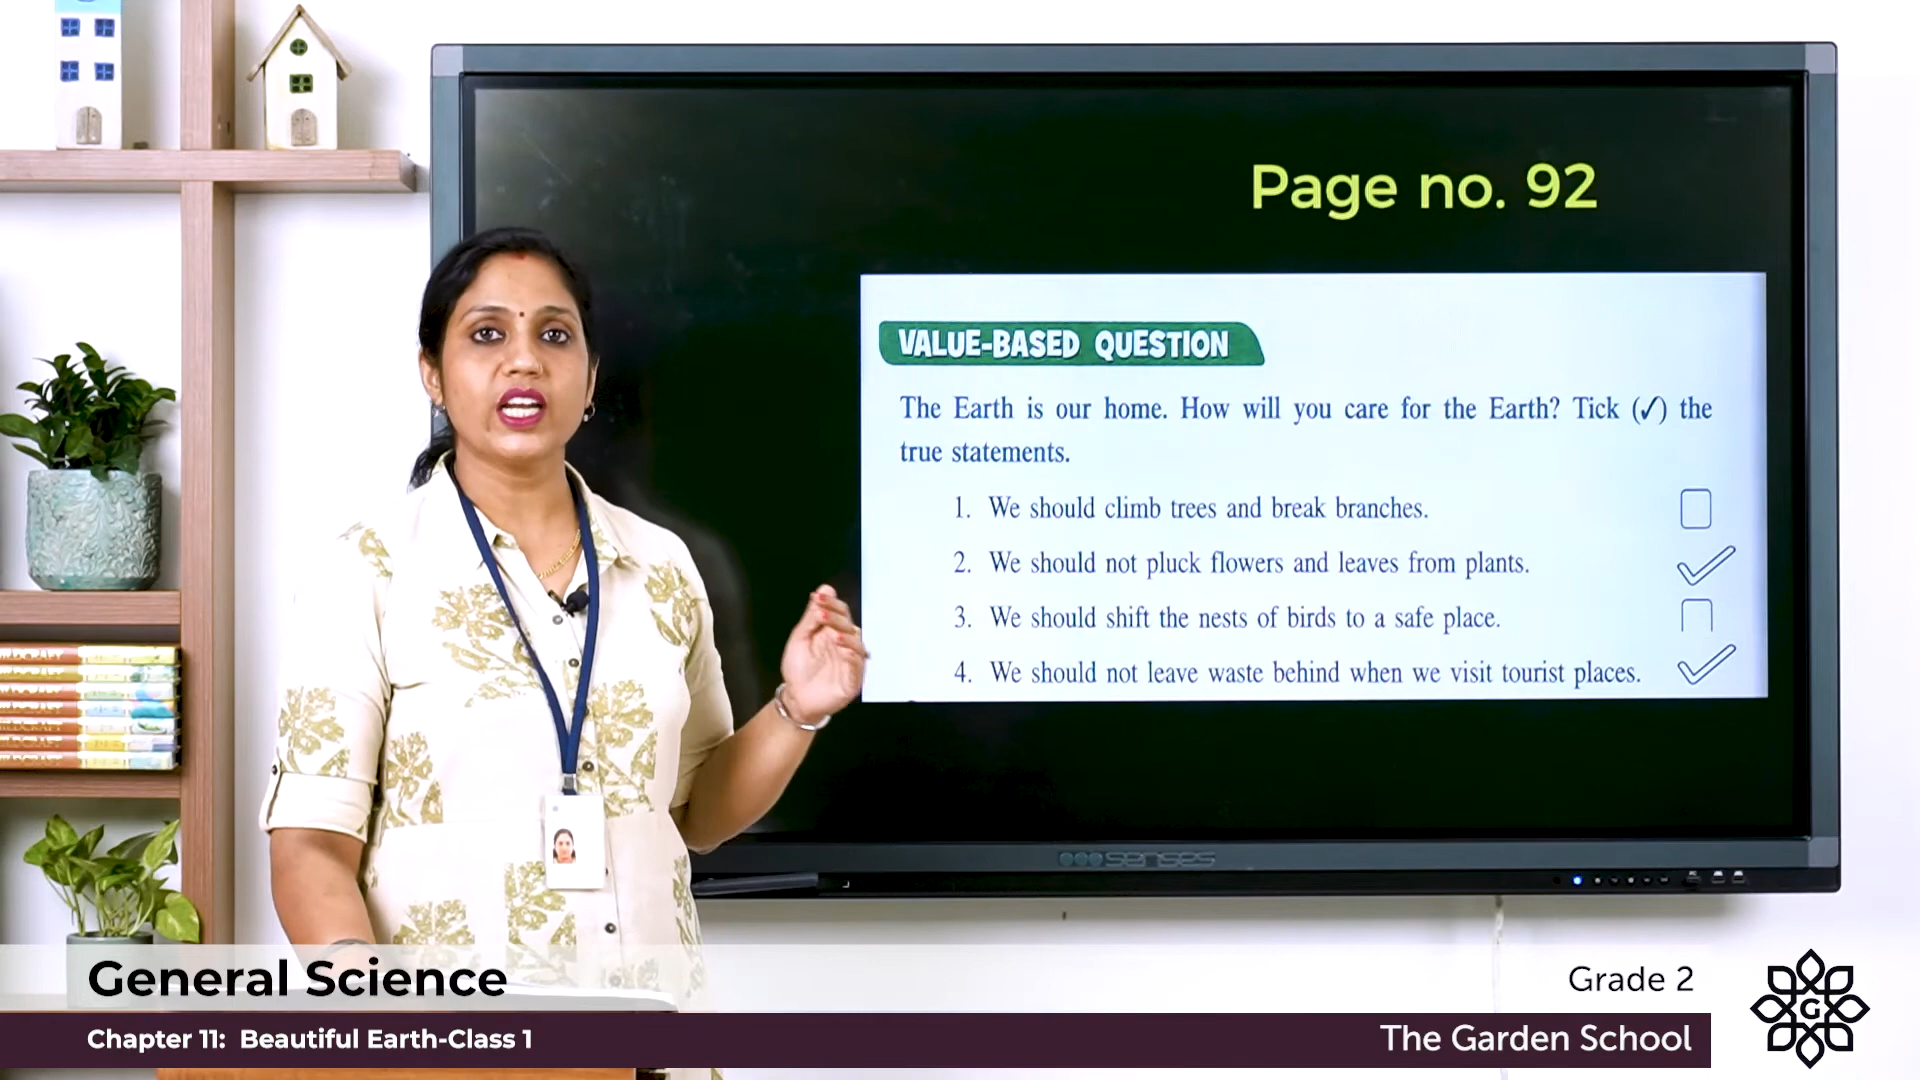 Page no. 92
VALUE-BASED QUESTION
The Earth is our home. How will you care for the Earth? Tick (✓) the
true statements.
1. We should climb trees and break branches.
2. We should not pluck flowers and leaves from plants.
3. We should shift the nests of birds to a safe place.
4. We should not leave waste behind when we visit tourist places.
senses
General Science
Grade 2
Chapter 11: Beautiful Earth-Class 1
The Garden School
G